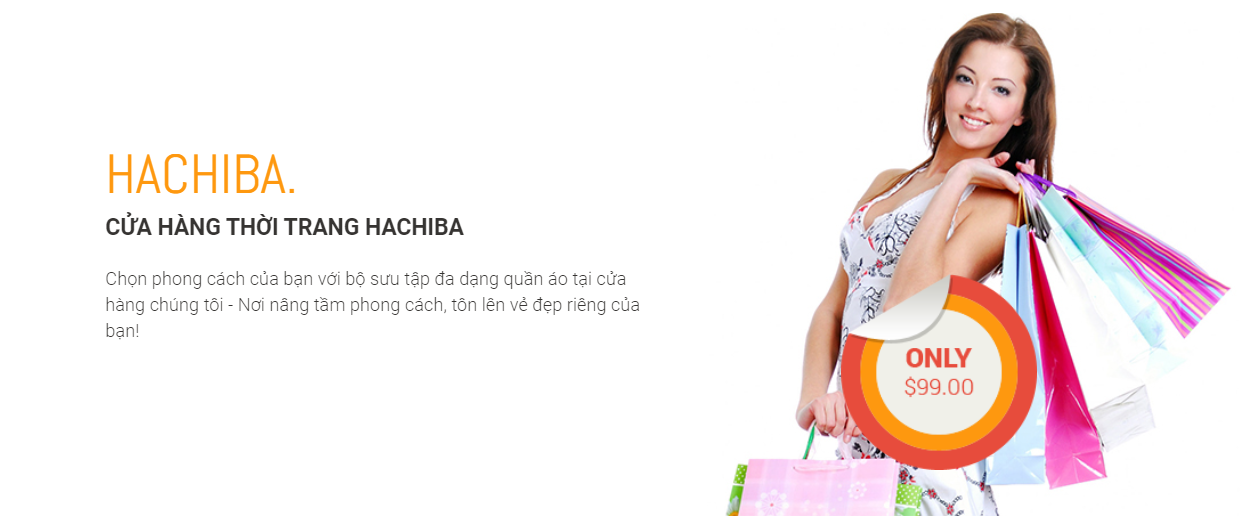 HACHIBA.
CỬA HÀNG THỜI TRANG HACHIBA
Chọn phong cách của bạn với bộ sưu tập đa dạng quần áo tại cửa
hàng chúng tôi - Nơi nâng tầm phong cách, tôn lên vẻ đẹp riêng của
bạn!
ONLY
$99.00